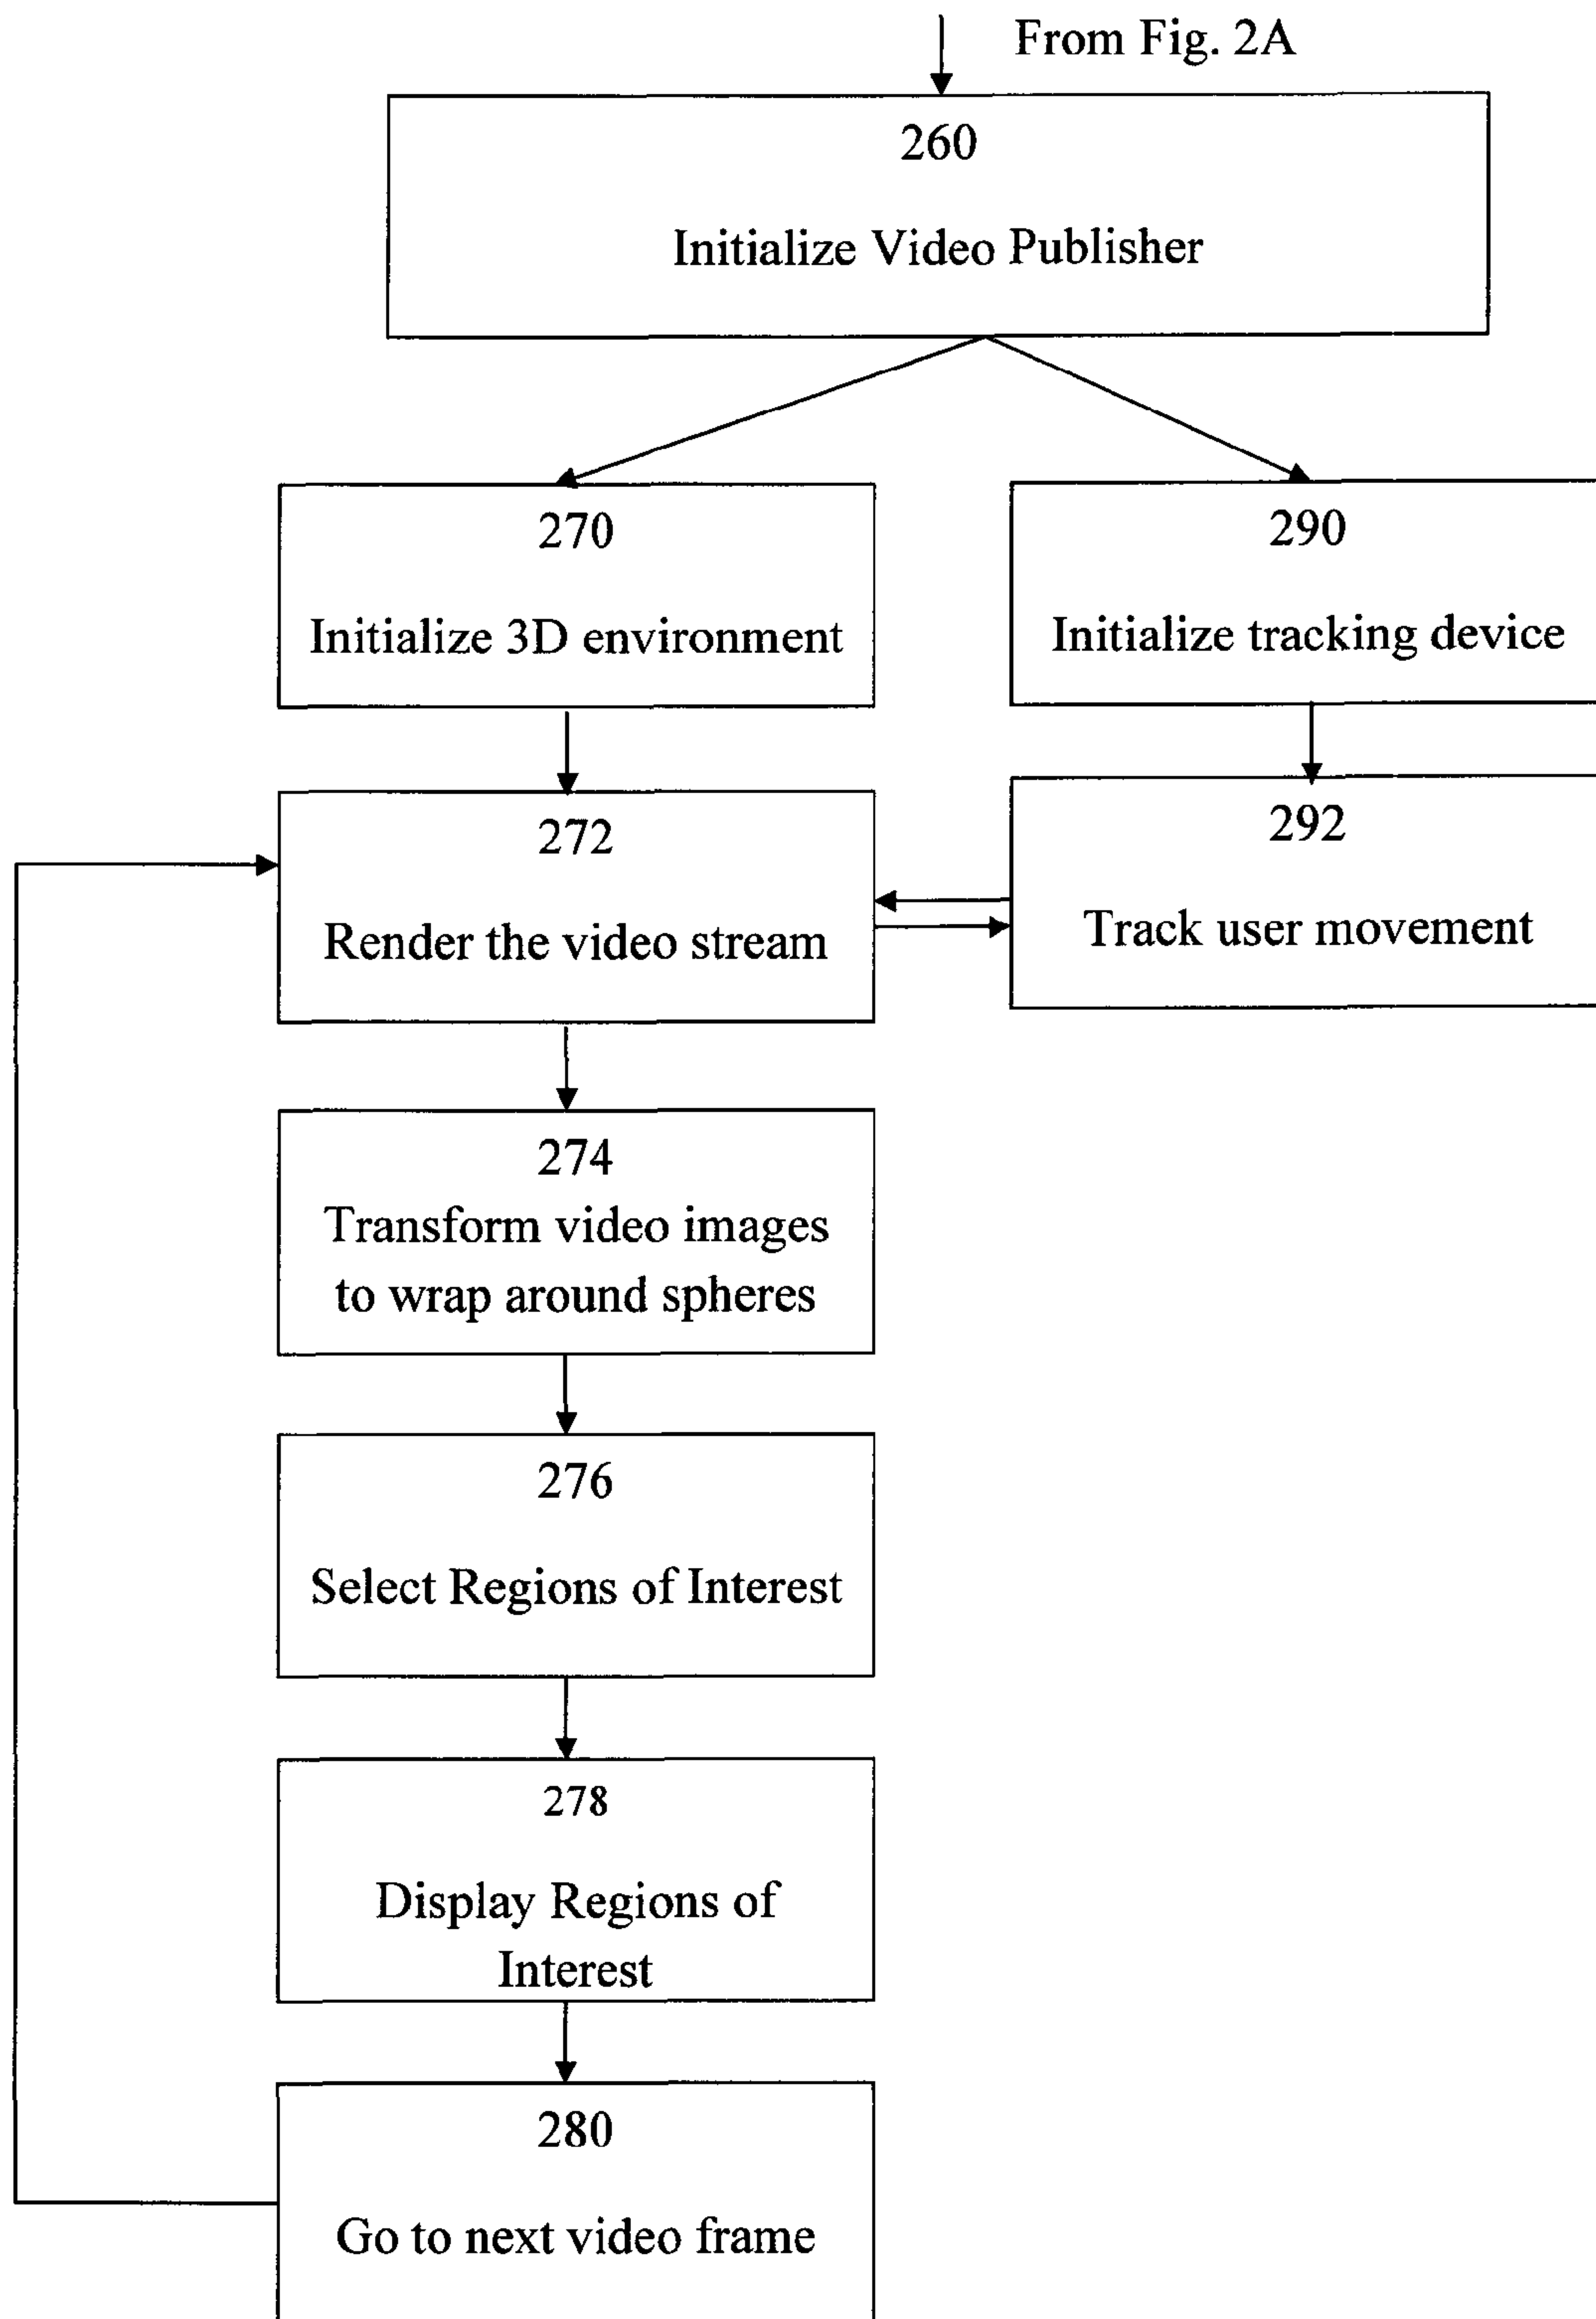 From Fig. 2A
260
Initialize Video Publisher
270
Initialize 3D environment
290
Initialize tracking device
272
Render the video stream
292
Track user movement
274
Transform video images
to wrap around spheres
276
Select Regions of Interest
278
Display Regions of
Interest
280
Go to next video frame